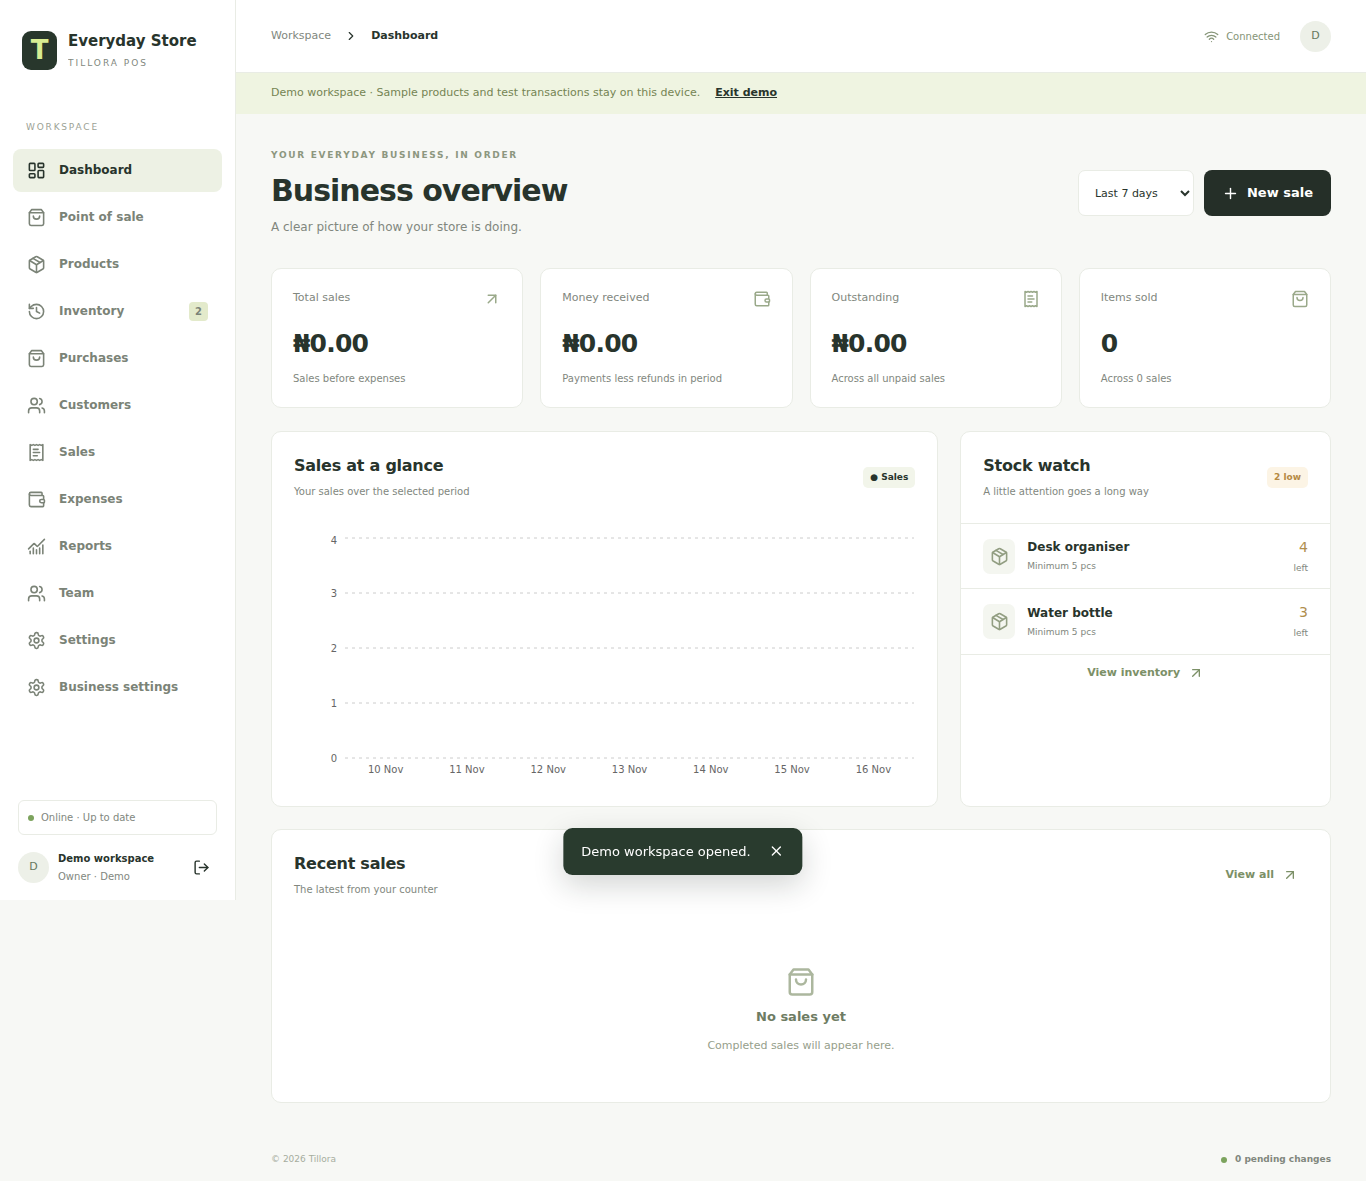 T
Everyday Store
TILLORA POS
WORKSPACE
Dashboard
Point of sale
Products
Inventory 2
Purchases
Customers
Sales
Expenses
Reports
Team
Settings
Business settings
Online · Up to date
D
Demo workspace
Owner · Demo
Workspace > Dashboard
Connected D
Demo workspace · Sample products and test transactions stay on this device. Exit demo
YOUR EVERYDAY BUSINESS, IN ORDER
Business overview
A clear picture of how your store is doing.
Last 7 days
+ New sale
Total sales
₦0.00
Sales before expenses
Money received
₦0.00
Payments less refunds in period
Outstanding
₦0.00
Across all unpaid sales
Items sold
0
Across 0 sales
Sales at a glance
Your sales over the selected period
● Sales
4
3
2
1
0
10 Nov 11 Nov 12 Nov 13 Nov 14 Nov 15 Nov 16 Nov
Stock watch
A little attention goes a long way
2 low
Desk organiser
Minimum 5 pcs
4
left
Water bottle
Minimum 5 pcs
3
left
View inventory
Recent sales
The latest from your counter
Demo workspace opened.
View all
No sales yet
Completed sales will appear here.
© 2026 Tillora
0 pending changes